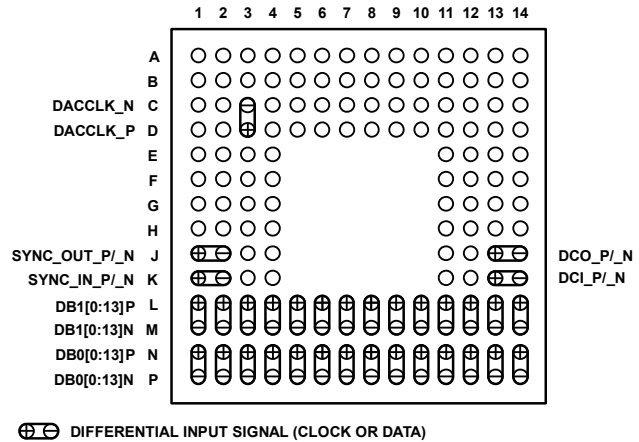 1 2 3 4 5 6 7 8 9 10 11 12 13 14
A
B
DACCLK_N C
DACCLK_P D
E
F
G
H
SYNC_OUT_P/_N J DCO_P/_N
SYNC_IN_P/_N K DCI_P/_N
DB1[0:13]P L
DB1[0:13]N M
DB0[0:13]P N
DB0[0:13]N P
DIFFERENTIAL INPUT SIGNAL (CLOCK OR DATA)